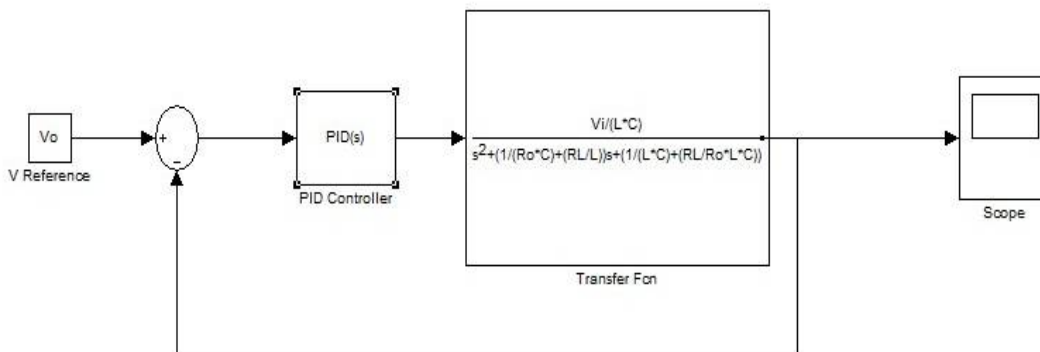 Vo
V Reference
+
−
PID(s)
PID Controller
Vi/(L*C)
s²+(1/(Ro*C)+(RL/L))s+(1/(L*C)+(RL/Ro*L*C))
Transfer Fcn
Scope